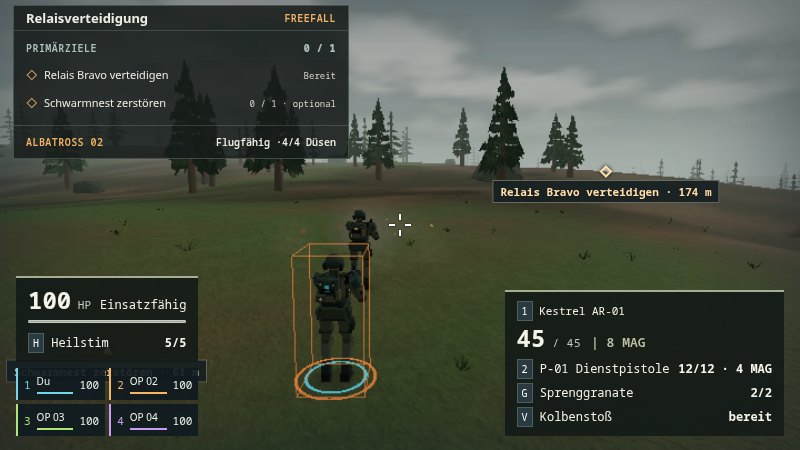 Relaisverteidigung FREEFALL
PRIMÄRZIELE 0 / 1
Relais Bravo verteidigen Bereit
Schwarmnest zerstören 0 / 1 · optional
ALBATROSS 02 Flugfähig ·4/4 Düsen
Relais Bravo verteidigen · 174 m
100 HP Einsatzfähig
H Heilstim 5/5
Schwarmnest zerstören · 61 m
1 Du 100
2 OP 02 100
3 OP 03 100
4 OP 04 100
1 Kestrel AR-01
45 / 45 | 8 MAG
2 P-01 Dienstpistole 12/12 · 4 MAG
G Sprenggranate 2/2
V Kolbenstoß bereit